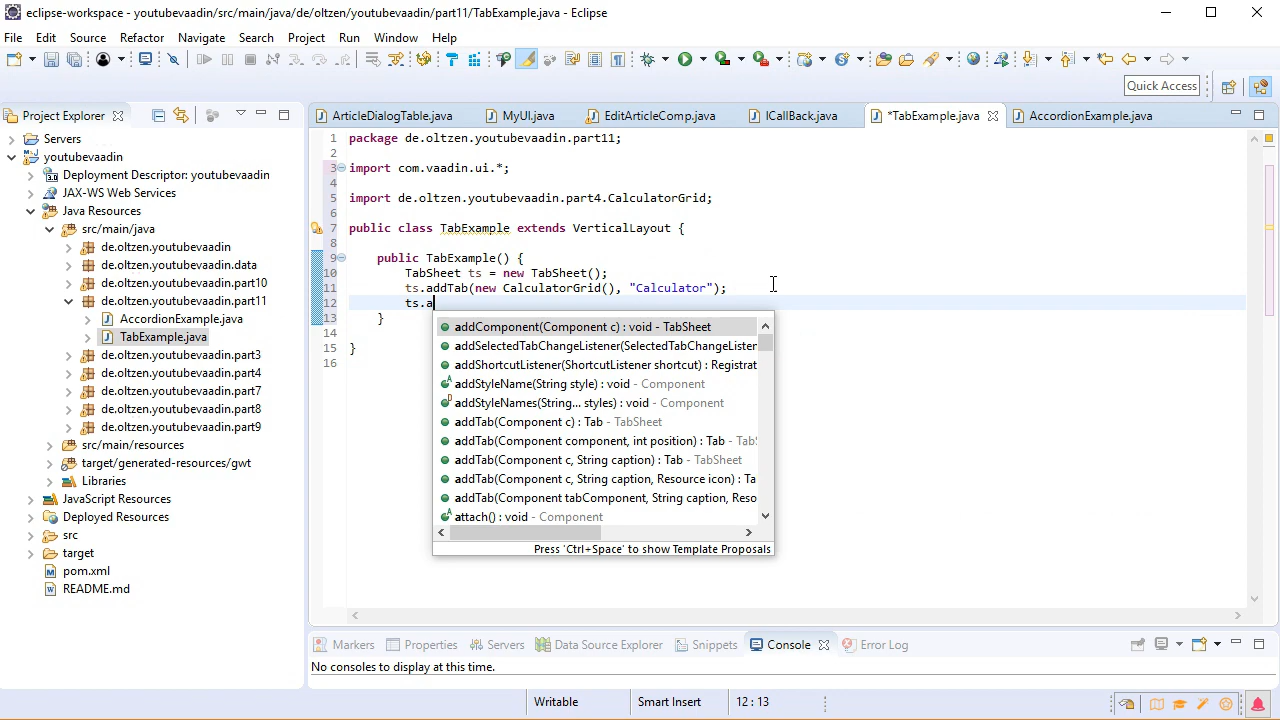 eclipse-workspace - youtubevaadin/src/main/java/de/oltzen/youtubevaadin/part11/TabExample.java - Eclipse
File Edit Source Refactor Navigate Search Project Run Window Help
Quick Access
Project Explorer
Servers
youtubevaadin
Deployment Descriptor: youtubevaadin
JAX-WS Web Services
Java Resources
src/main/java
de.oltzen.youtubevaadin
de.oltzen.youtubevaadin.data
de.oltzen.youtubevaadin.part10
de.oltzen.youtubevaadin.part11
AccordionExample.java
TabExample.java
de.oltzen.youtubevaadin.part3
de.oltzen.youtubevaadin.part4
de.oltzen.youtubevaadin.part7
de.oltzen.youtubevaadin.part8
de.oltzen.youtubevaadin.part9
src/main/resources
target/generated-resources/gwt
Libraries
JavaScript Resources
Deployed Resources
src
target
pom.xml
README.md
ArticleDialogTable.java MyUI.java EditArticleComp.java ICallBack.java *TabExample.java AccordionExample.java
1 package de.oltzen.youtubevaadin.part11;
2
3 import com.vaadin.ui.*;
4
5 import de.oltzen.youtubevaadin.part4.CalculatorGrid;
6
7 public class TabExample extends VerticalLayout {
8
9 public TabExample() {
10 TabSheet ts = new TabSheet();
11 ts.addTab(new CalculatorGrid(), "Calculator");
12 ts.a
13 }
14
15 }
16
addComponent(Component c) : void - TabSheet
addSelectedTabChangeListener(SelectedTabChangeListener
addShortcutListener(ShortcutListener shortcut) : Registrat
addStyleName(String style) : void - Component
addStyleNames(String... styles) : void - Component
addTab(Component c) : Tab - TabSheet
addTab(Component component, int position) : Tab - TabS
addTab(Component c, String caption) : Tab - TabSheet
addTab(Component c, String caption, Resource icon) : Ta
addTab(Component tabComponent, String caption, Reso
attach() : void - Component
Press 'Ctrl+Space' to show Template Proposals
Markers Properties Servers Data Source Explorer Snippets Console Error Log
No consoles to display at this time.
Writable Smart Insert 12 : 13